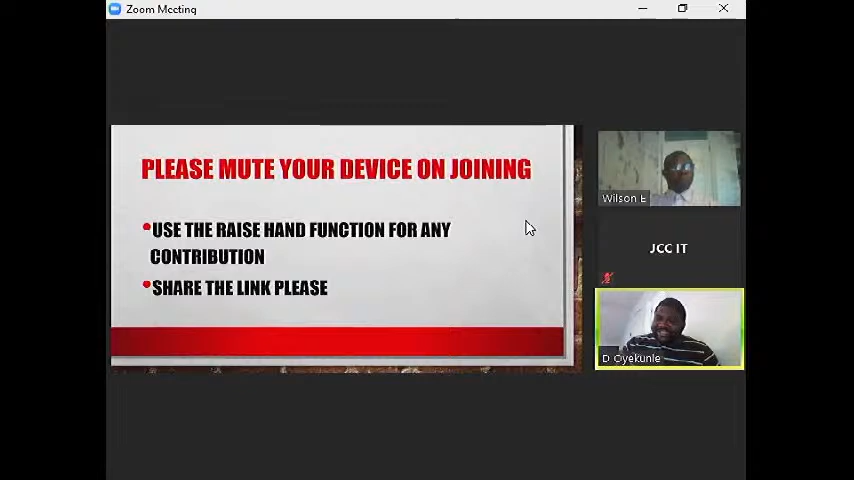 Zoom Meeting
PLEASE MUTE YOUR DEVICE ON JOINING
•USE THE RAISE HAND FUNCTION FOR ANY
CONTRIBUTION
•SHARE THE LINK PLEASE
Wilson E
JCC IT
D Oyekunle